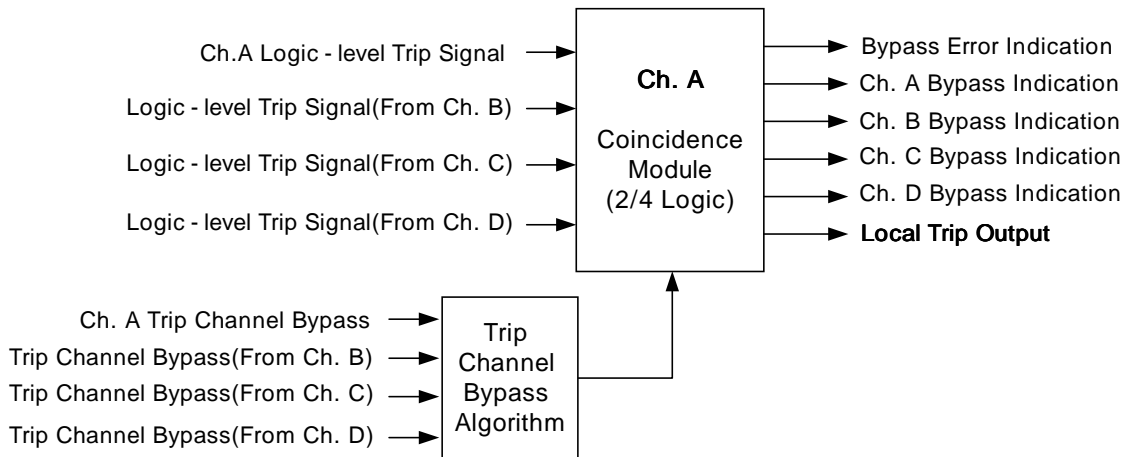 Ch.A Logic - level Trip Signal
Logic - level Trip Signal(From Ch. B)
Logic - level Trip Signal(From Ch. C)
Logic - level Trip Signal(From Ch. D)
Ch. A
Coincidence
Module
(2/4 Logic)
Bypass Error Indication
Ch. A Bypass Indication
Ch. B Bypass Indication
Ch. C Bypass Indication
Ch. D Bypass Indication
Local Trip Output
Ch. A Trip Channel Bypass
Trip Channel Bypass(From Ch. B)
Trip Channel Bypass(From Ch. C)
Trip Channel Bypass(From Ch. D)
Trip
Channel
Bypass
Algorithm